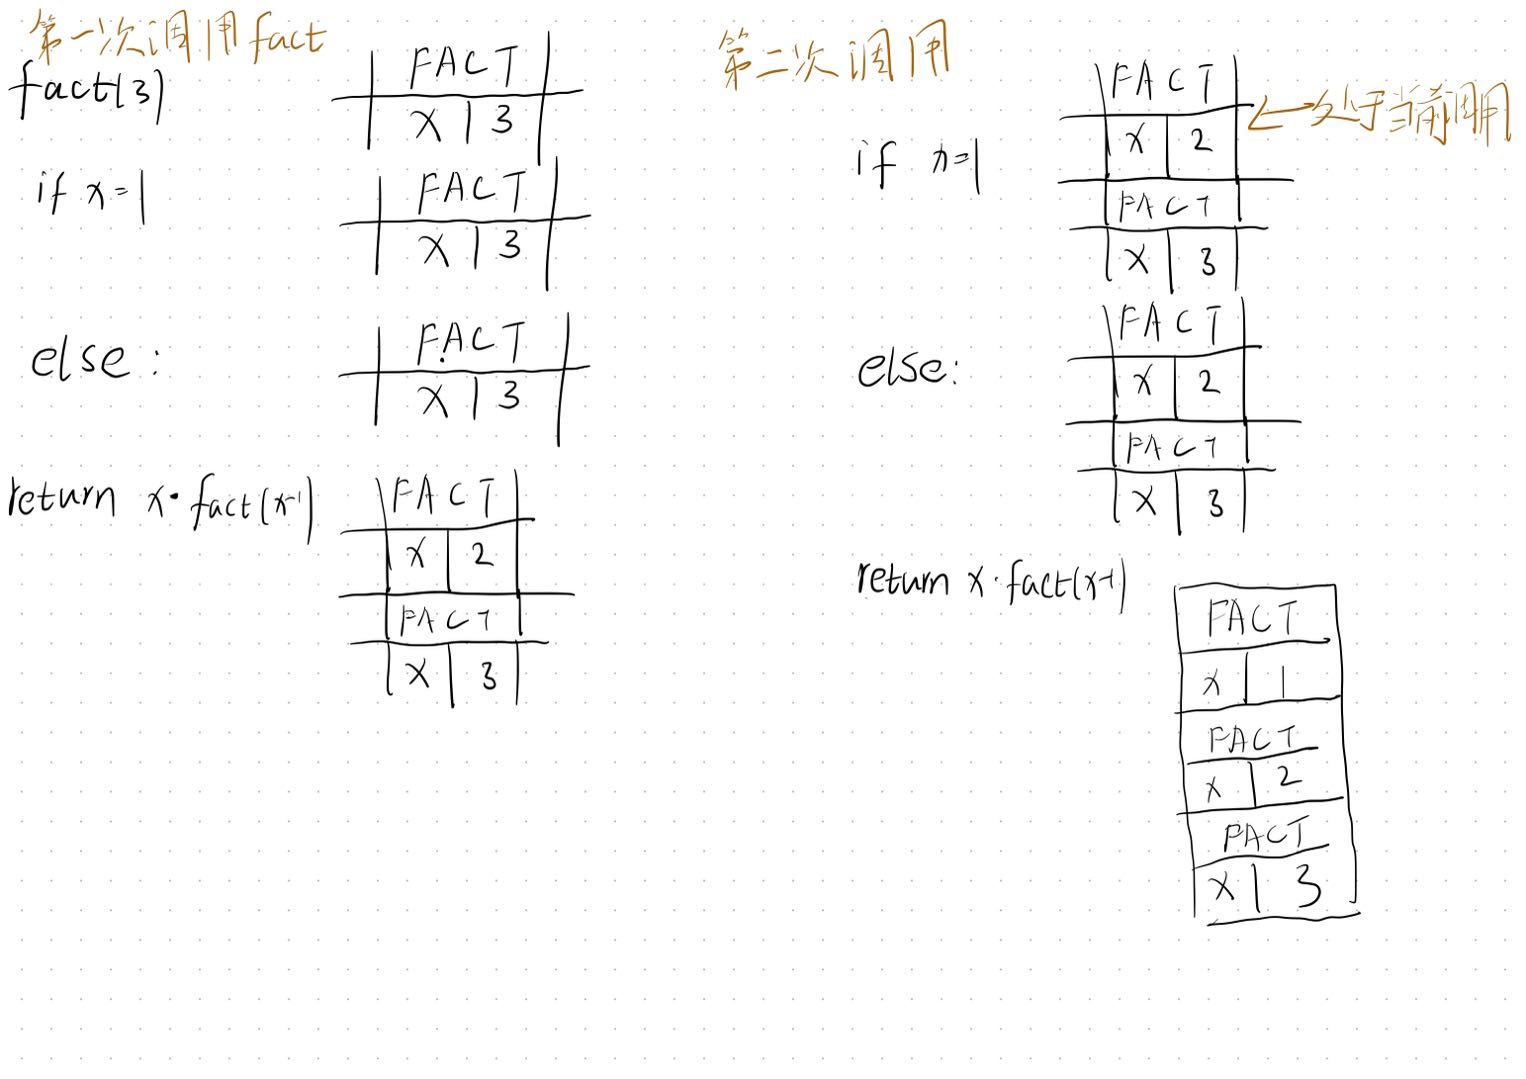 第一次调用fact
fact(3)
FACT
x 3
if x=1
FACT
x 3
else:
FACT
x 3
return x·fact(x-1)
FACT
x 2
FACT
x 3
第二次调用
FACT
x 2
FACT
x 3
←处于当前调用
if x=1
else:
FACT
x 2
FACT
x 3
return x·fact(x-1)
FACT
x 1
FACT
x 2
FACT
x 3